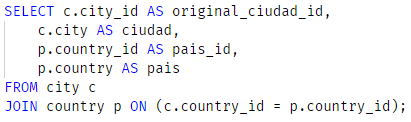 SELECT c.city_id AS original_ciudad_id,
    c.city AS ciudad,
    p.country_id AS pais_id,
    p.country AS pais
FROM city c
JOIN country p ON (c.country_id = p.country_id);